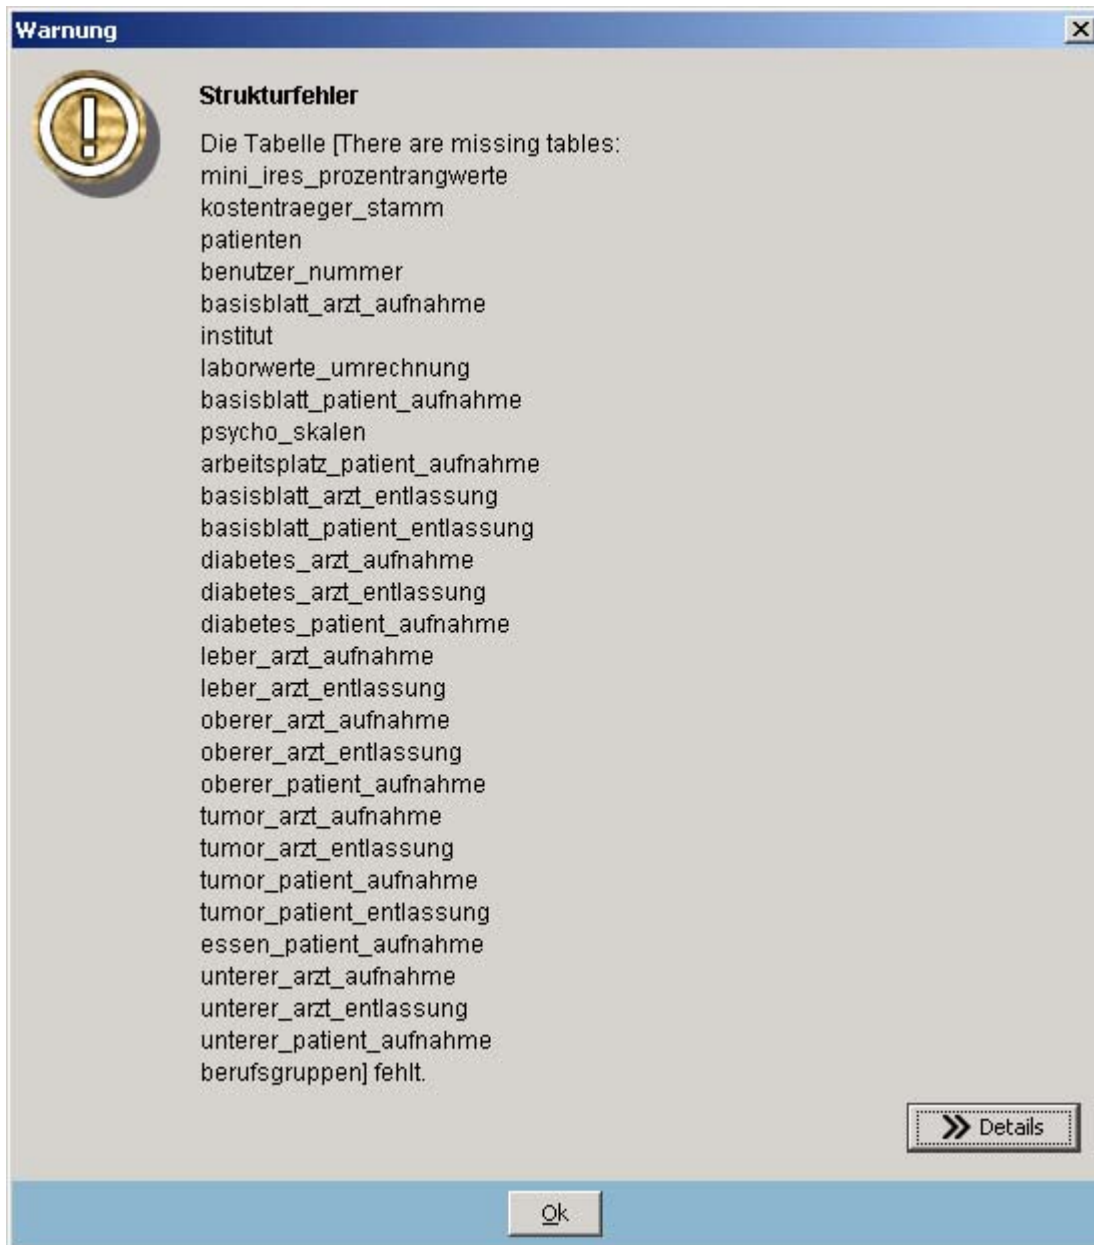 Warnung
Strukturfehler
Die Tabelle [There are missing tables:
mini_ires_prozentrangwerte
kostentraeger_stamm
patienten
benutzer_nummer
basisblatt_arzt_aufnahme
institut
laborwerte_umrechnung
basisblatt_patient_aufnahme
psycho_skalen
arbeitsplatz_patient_aufnahme
basisblatt_arzt_entlassung
basisblatt_patient_entlassung
diabetes_arzt_aufnahme
diabetes_arzt_entlassung
diabetes_patient_aufnahme
leber_arzt_aufnahme
leber_arzt_entlassung
oberer_arzt_aufnahme
oberer_arzt_entlassung
oberer_patient_aufnahme
tumor_arzt_aufnahme
tumor_arzt_entlassung
tumor_patient_aufnahme
tumor_patient_entlassung
essen_patient_aufnahme
unterer_arzt_aufnahme
unterer_arzt_entlassung
unterer_patient_aufnahme
berufsgruppen] fehlt.
Details
Ok